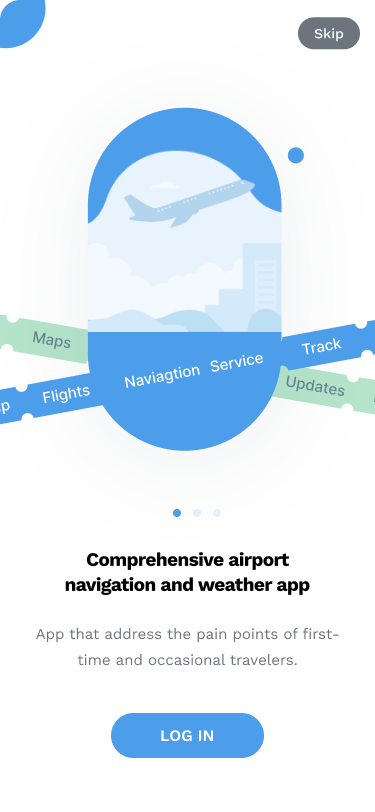 Skip
Maps
Track
Naviagtion Service
Flights
Updates
Comprehensive airport
navigation and weather app
App that address the pain points of first-
time and occasional travelers.
LOG IN